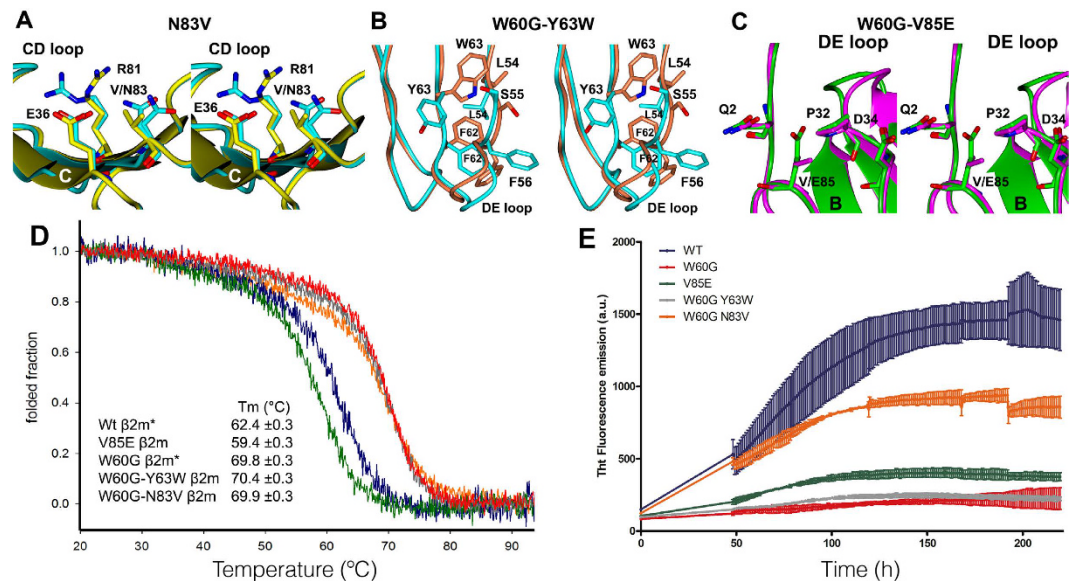 A
N83V
CD loop
R81
V/N83
E36
C
CD loop
R81
V/N83
E36
C
B
W60G-Y63W
W63
L54
Y63
S55
L54
F62
F62
F56
DE loop
W63
L54
Y63
S55
L54
F62
F62
F56
DE loop
C
W60G-V85E
DE loop
Q2
P32
D34
V/E85
B
DE loop
Q2
P32
D34
V/E85
B
D
folded fraction
1.0
0.8
0.6
0.4
0.2
0.0
Tm (°C)
Wt β2m* 62.4 ±0.3
V85E β2m 59.4 ±0.3
W60G β2m* 69.8 ±0.3
W60G-Y63W β2m 70.4 ±0.3
W60G-N83V β2m 69.9 ±0.3
20 30 40 50 60 70 80 90
Temperature (°C)
E
Tht Fluorescence emission (a.u.)
2000
1500
1000
500
0
WT
W60G
V85E
W60G Y63W
W60G N83V
0 50 100 150 200
Time (h)